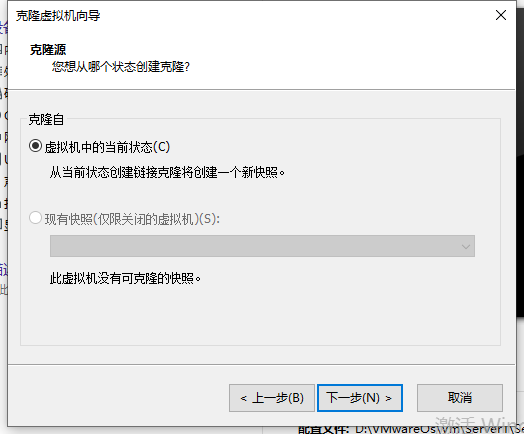 克隆虚拟机向导
克隆源
您想从哪个状态创建克隆?
克隆自
虚拟机中的当前状态(C)
从当前状态创建链接克隆将创建一个新快照。
现有快照(仅限关闭的虚拟机)(S):
此虚拟机没有可克隆的快照。
< 上一步(B)
下一步(N) >
取消
激活 Win
配置文件: D:\VMwareOs\vm\Server1\Se